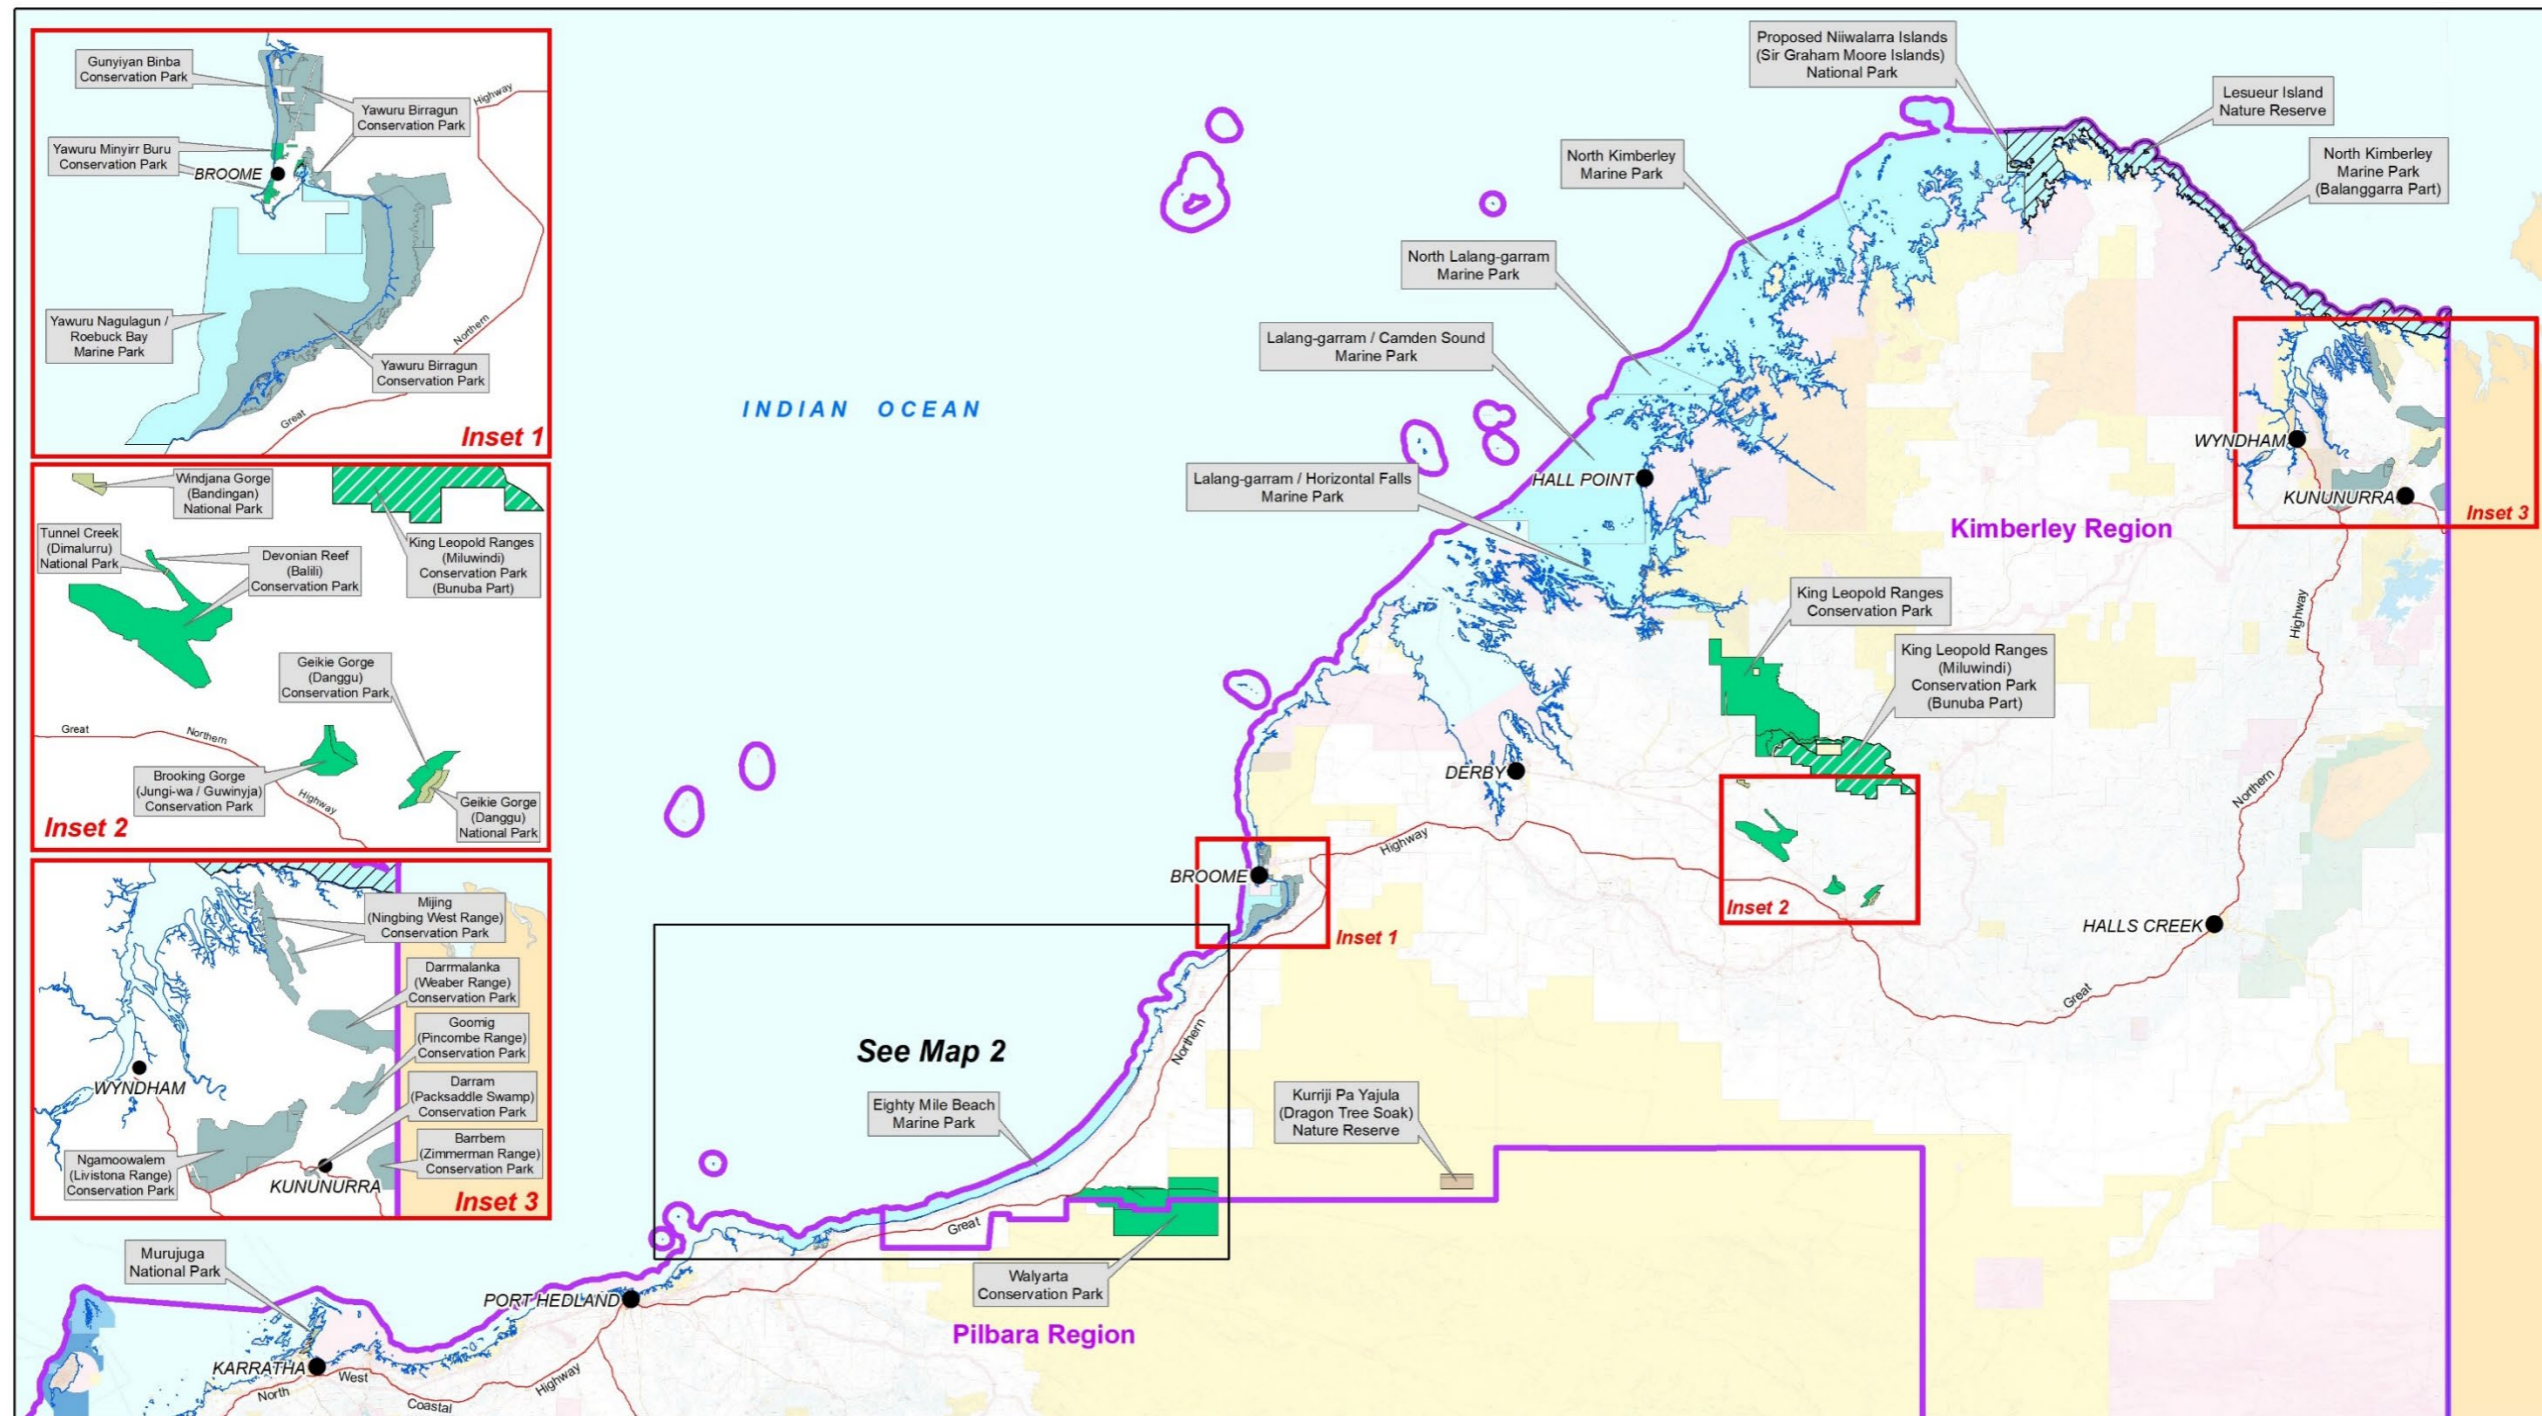 Gunyiyan Binba
Conservation Park
Yawuru Birragun
Conservation Park
Yawuru Minyirr Buru
Conservation Park
BROOME
Highway
Yawuru Nagulagun /
Roebuck Bay
Marine Park
Northern
Yawuru Birragun
Conservation Park
Great
Inset 1
Windjana Gorge
(Bandingan)
National Park
Tunnel Creek
(Dimalurru)
National Park
Devonian Reef
(Balili)
Conservation Park
King Leopold Ranges
(Miluwindi)
Conservation Park
(Bunuba Part)
Geikie Gorge
(Danggu)
Conservation Park
Great
Northern
Brooking Gorge
(Jungi-wa / Guwinyja)
Conservation Park
Highway
Geikie Gorge
(Danggu)
National Park
Inset 2
Mijing
(Ningbing West Range)
Conservation Park
Darrmalanka
(Weaber Range)
Conservation Park
Goomig
(Pincombe Range)
Conservation Park
WYNDHAM
Darram
(Packsaddle Swamp)
Conservation Park
Barrbem
(Zimmerman Range)
Conservation Park
Ngamoowalem
(Livistona Range)
Conservation Park
KUNUNURRA
Inset 3
Proposed Niiwalarra Islands
(Sir Graham Moore Islands)
National Park
Lesueur Island
Nature Reserve
North Kimberley
Marine Park
North Kimberley
Marine Park
(Balanggarra Part)
North Lalang-garram
Marine Park
Lalang-garram / Camden Sound
Marine Park
INDIAN OCEAN
Lalang-garram / Horizontal Falls
Marine Park
HALL POINT
WYNDHAM
KUNUNURRA
Inset 3
Kimberley Region
King Leopold Ranges
Conservation Park
Highway
King Leopold Ranges
(Miluwindi)
Conservation Park
(Bunuba Part)
DERBY
Northern
Highway
BROOME
Inset 1
Inset 2
HALLS CREEK
Great
See Map 2
Northern
Eighty Mile Beach
Marine Park
Kurriji Pa Yajula
(Dragon Tree Soak)
Nature Reserve
Great
Walyarta
Conservation Park
Murujuga
National Park
PORT HEDLAND
Pilbara Region
KARRATHA
North
West
Coastal
Highway